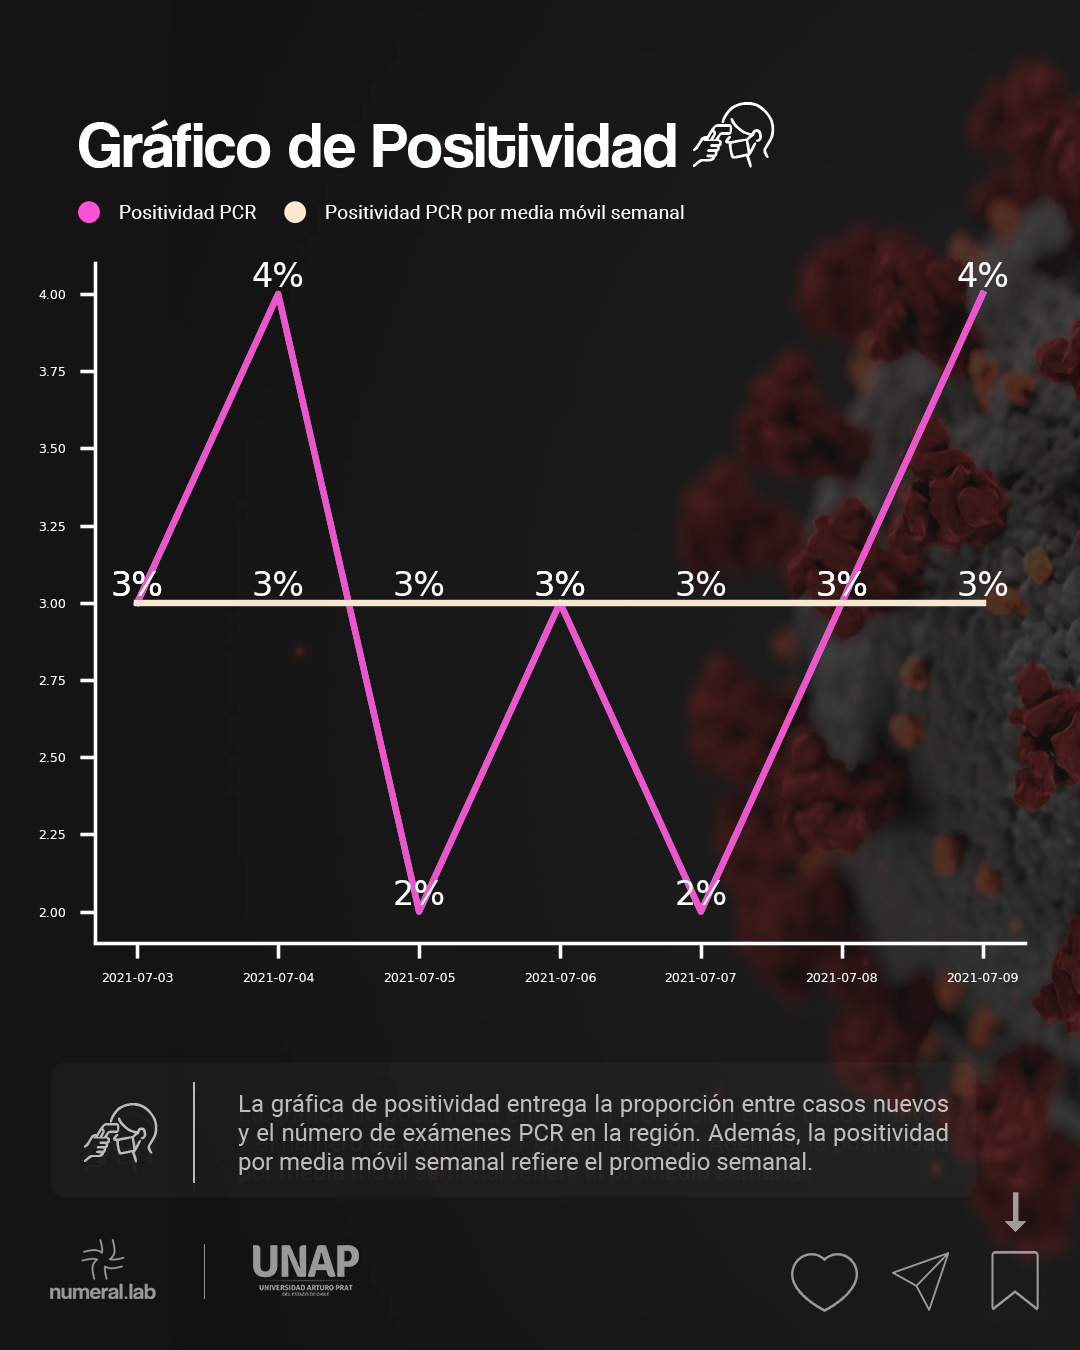 Gráfico de Positividad
Positividad PCR
Positividad PCR por media móvil semanal
4%
4%
4.00
3.75
3.50
3.25
3%
3%
3%
3%
3%
3%
3%
3.00
2.75
2.50
2.25
2%
2%
2.00
2021-07-03
2021-07-04
2021-07-05
2021-07-06
2021-07-07
2021-07-08
2021-07-09
La gráfica de positividad entrega la proporción entre casos nuevos
y el número de exámenes PCR en la región. Además, la positividad
por media móvil semanal refiere el promedio semanal.
numeral.lab
UNAP
UNIVERSIDAD ARTURO PRAT
DEL ESTADO DE CHILE